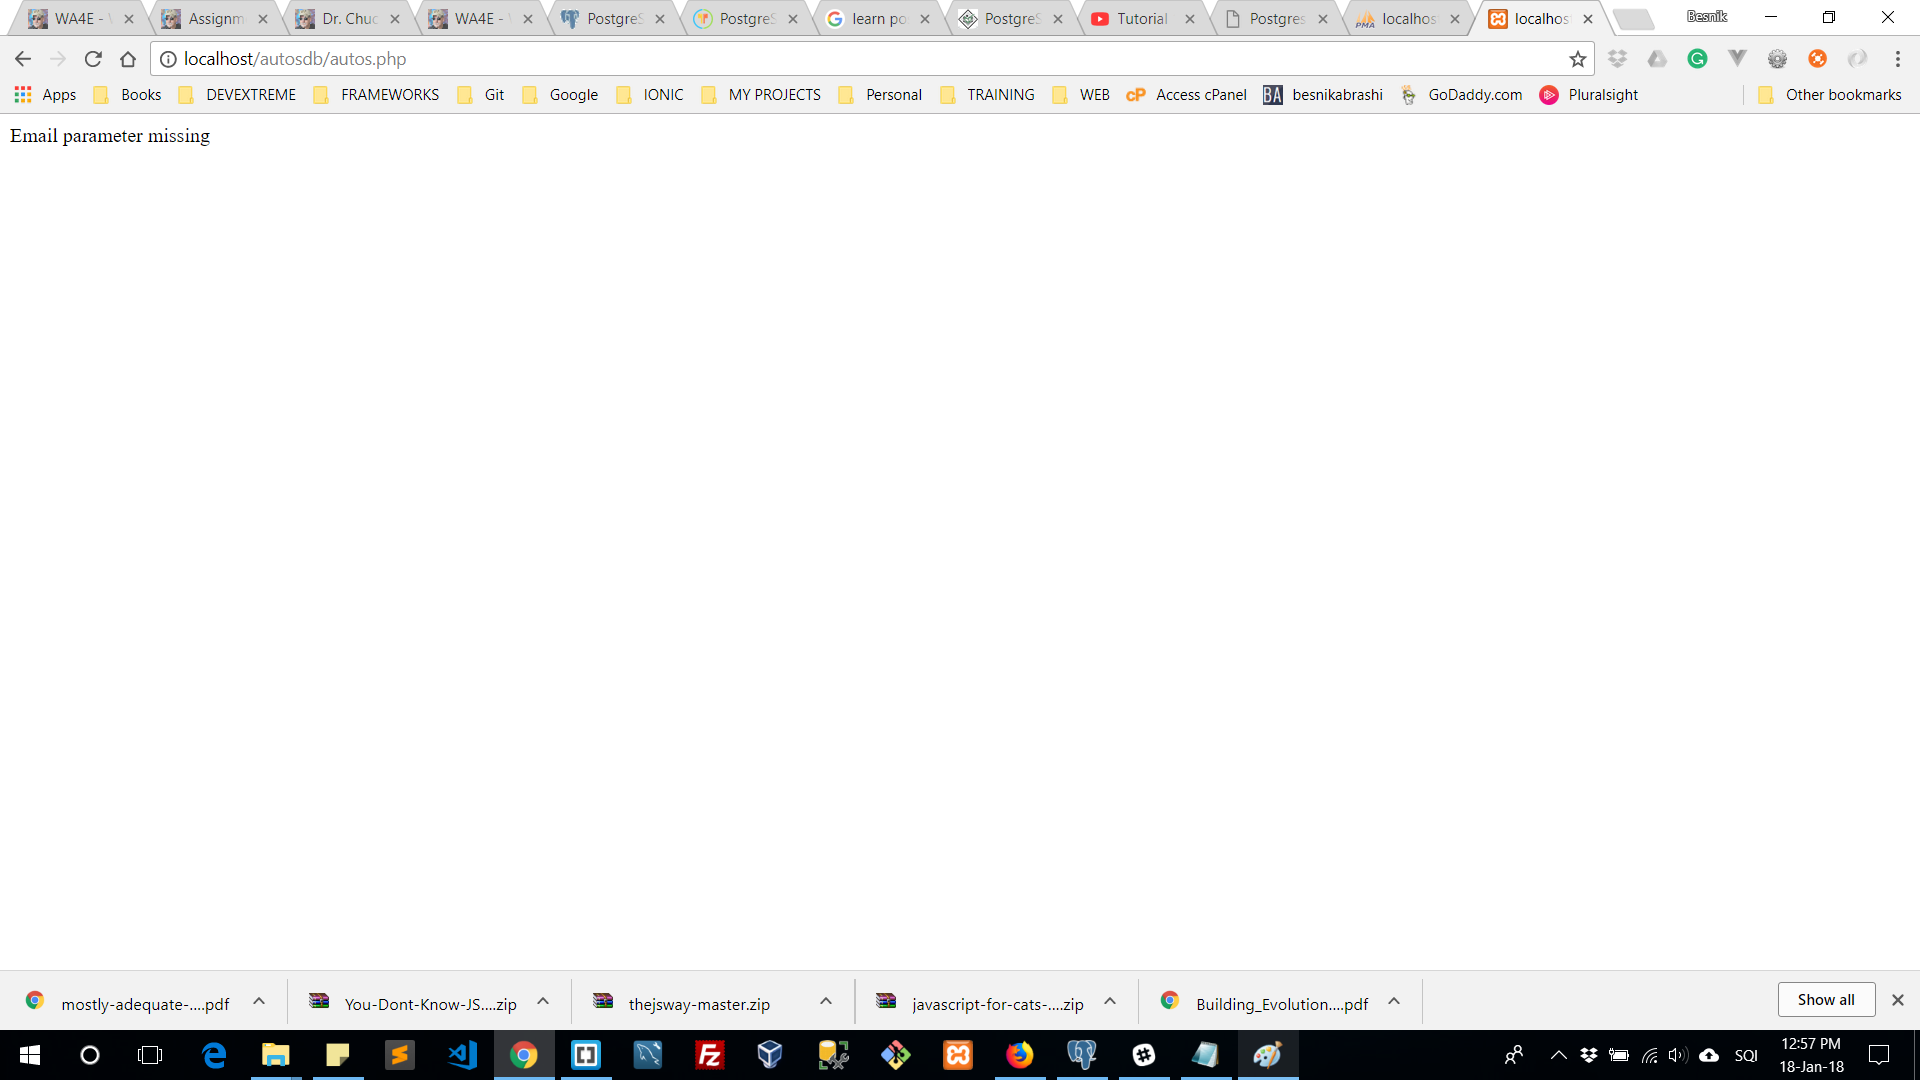 WA4E - Assignm Dr. Chuc WA4E - PostgreS PostgreS learn po PostgreS Tutorial Postgres localhos localhos Besnik
localhost/autosdb/autos.php
Apps Books DEVEXTREME FRAMEWORKS Git Google IONIC MY PROJECTS Personal TRAINING WEB cP Access cPanel BA besnikabrashi GoDaddy.com Pluralsight Other bookmarks
Email parameter missing
mostly-adequate-....pdf You-Dont-Know-JS....zip thejsway-master.zip javascript-for-cats-....zip Building_Evolution....pdf Show all
SQI 12:57 PM
18-Jan-18